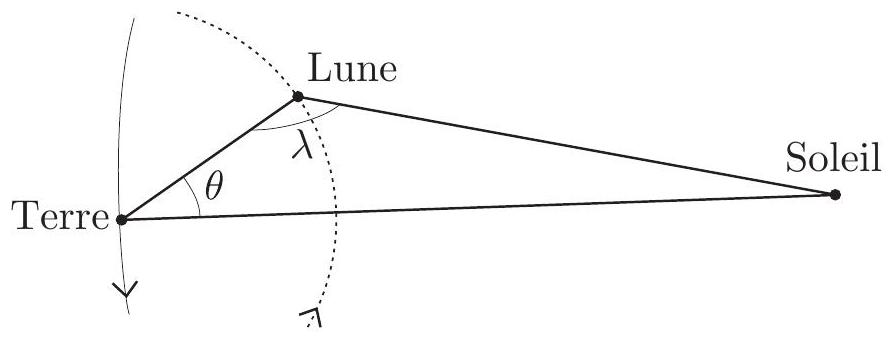 Lune
λ
Soleil
θ
Terre